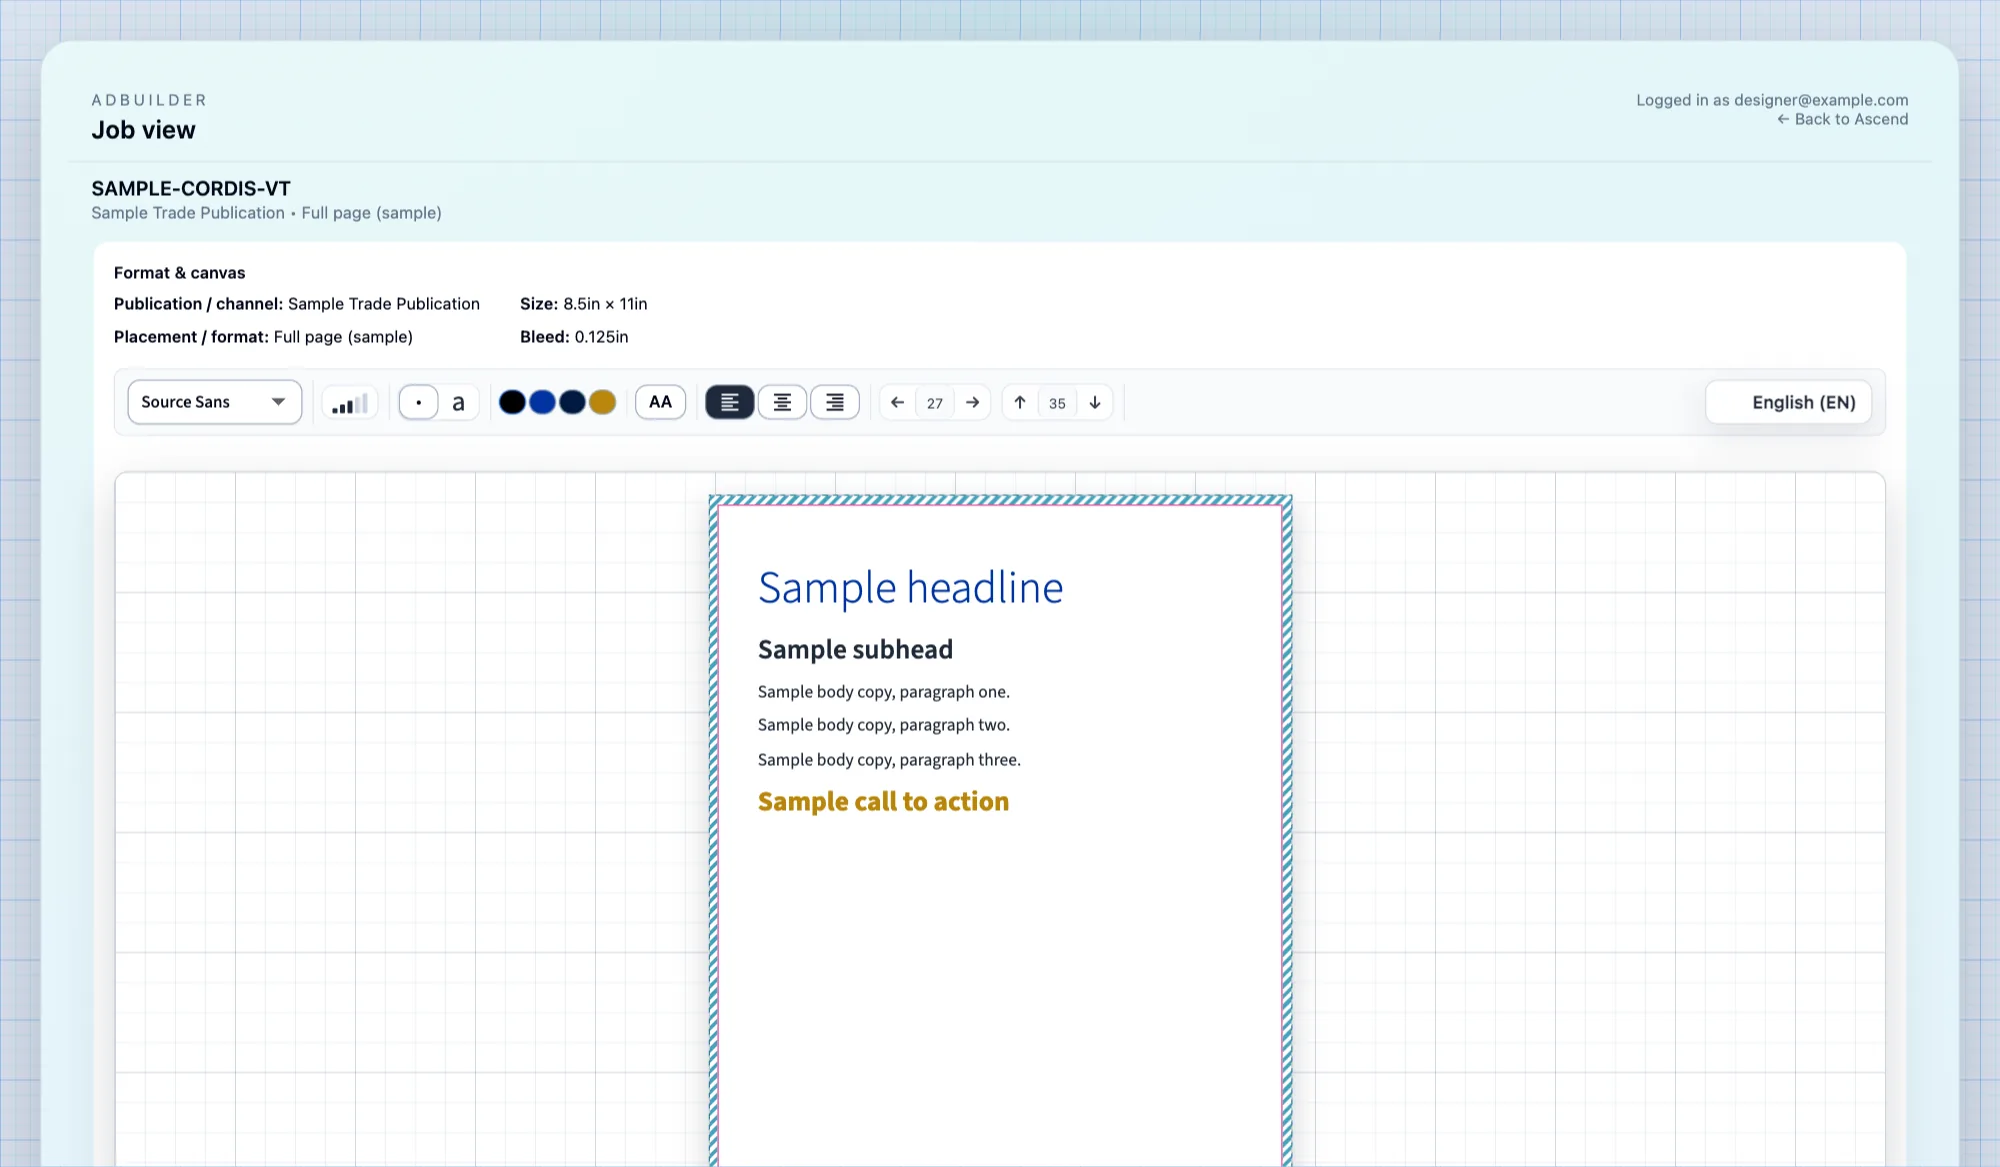 ADBUILDER
Job view
Logged in as designer@example.com
← Back to Ascend
SAMPLE-CORDIS-VT
Sample Trade Publication • Full page (sample)
Format & canvas
Publication / channel: Sample Trade Publication
Size: 8.5in × 11in
Placement / format: Full page (sample)
Bleed: 0.125in
Source Sans
a
AA
← 27 →
↑ 35 ↓
English (EN)
Sample headline
Sample subhead
Sample body copy, paragraph one.
Sample body copy, paragraph two.
Sample body copy, paragraph three.
Sample call to action